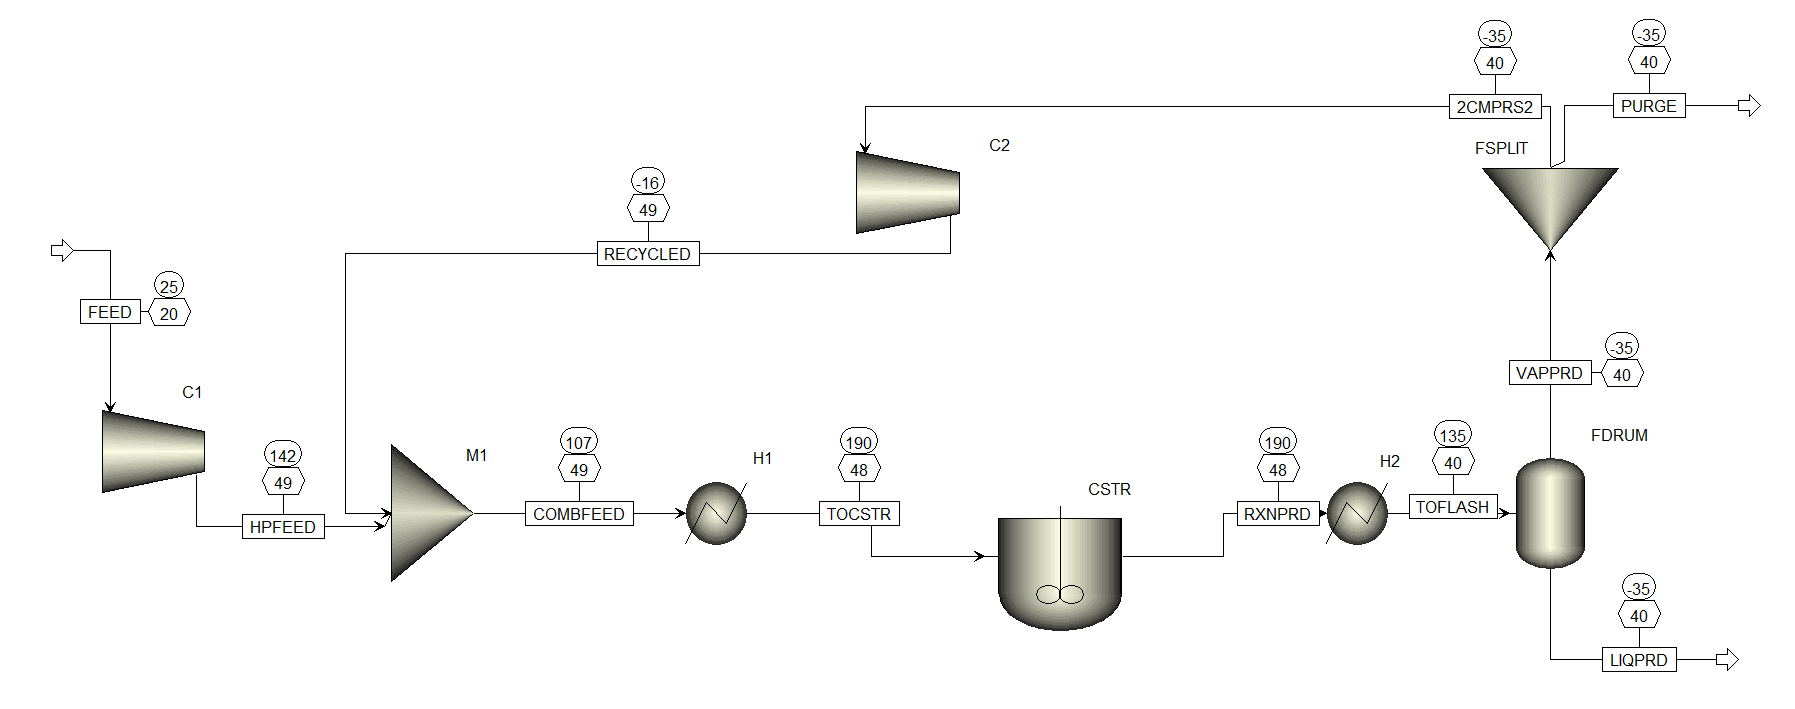 -35
40
2CMPRS2
-35
40
PURGE
C2
FSPLIT
-16
49
RECYCLED
25
20
FEED
C1
-35
40
VAPPRD
142
49
HPFEED
M1
107
49
COMBFEED
H1
190
48
TOCSTR
CSTR
190
48
RXNPRD
H2
135
40
TOFLASH
FDRUM
-35
40
LIQPRD